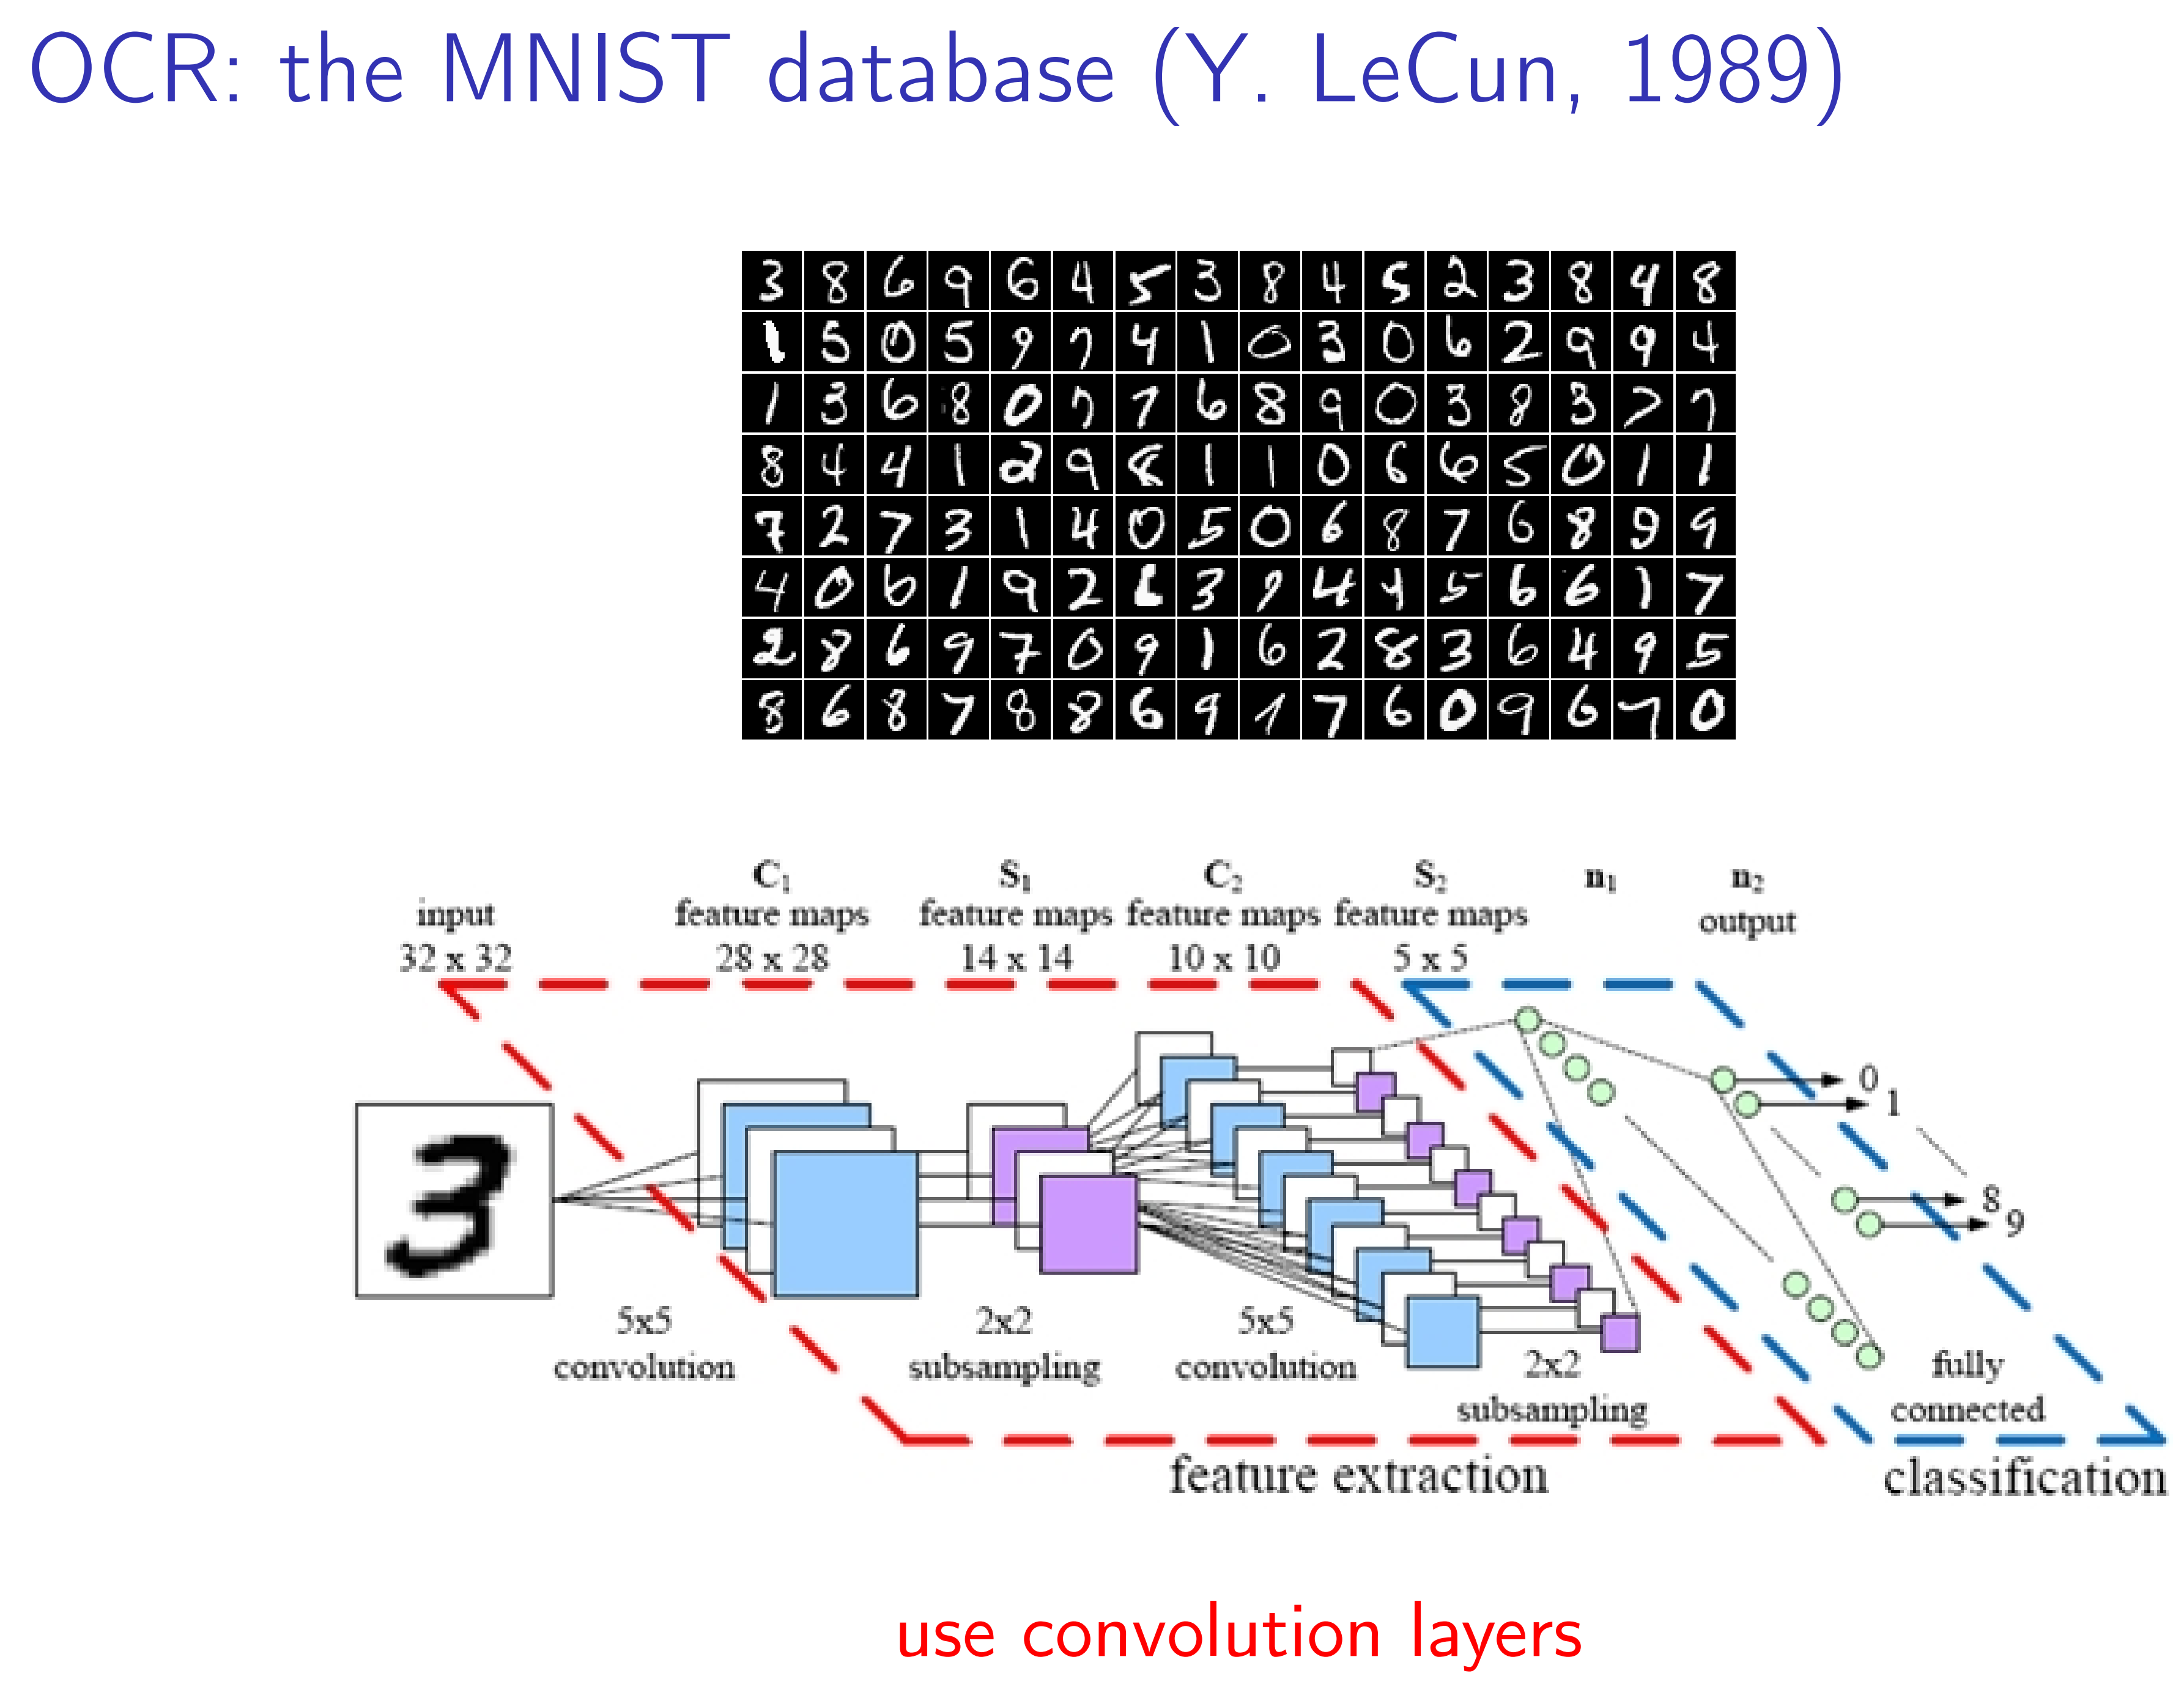 OCR: the MNIST database (Y. LeCun, 1989)
3 8 6 9 6 4 5 3 8 4 5 2 3 8 4 8
1 5 0 5 9 7 4 1 0 3 0 6 2 9 9 4
1 3 6 8 0 7 7 6 8 9 0 3 8 3 7 7
8 4 4 1 2 9 8 1 1 0 6 6 5 0 1 1
7 2 7 3 1 4 0 5 0 6 8 7 6 8 9 9
4 0 6 1 9 2 3 9 4 4 5 6 6 1 7
2 8 6 9 7 0 9 1 6 2 8 3 6 4 9 5
8 6 8 7 8 8 6 9 1 7 6 0 9 6 7 0
C₁ S₁ C₂ S₂ n₁ n₂
input feature maps feature maps feature maps feature maps output
32 x 32 28 x 28 14 x 14 10 x 10 5 x 5
0
1
3
8
9
5x5 2x2 5x5 2x2 fully
convolution subsampling convolution subsampling connected
feature extraction classification
use convolution layers